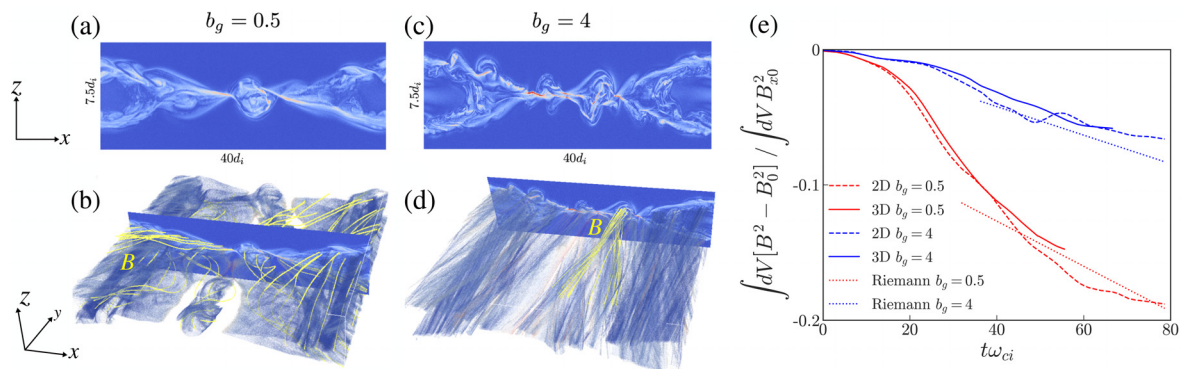 (a) b_g = 0.5
(c) b_g = 4
z
x
7.5d_i
40d_i
7.5d_i
40d_i
(b)
B
(d)
B
z
y
x
(e)
∫dV[B² − B₀²] / ∫dV B²ₓ₀
0
-0.1
-0.2
0 20 40 60 80
tω_ci
2D b_g = 0.5
3D b_g = 0.5
2D b_g = 4
3D b_g = 4
Riemann b_g = 0.5
Riemann b_g = 4